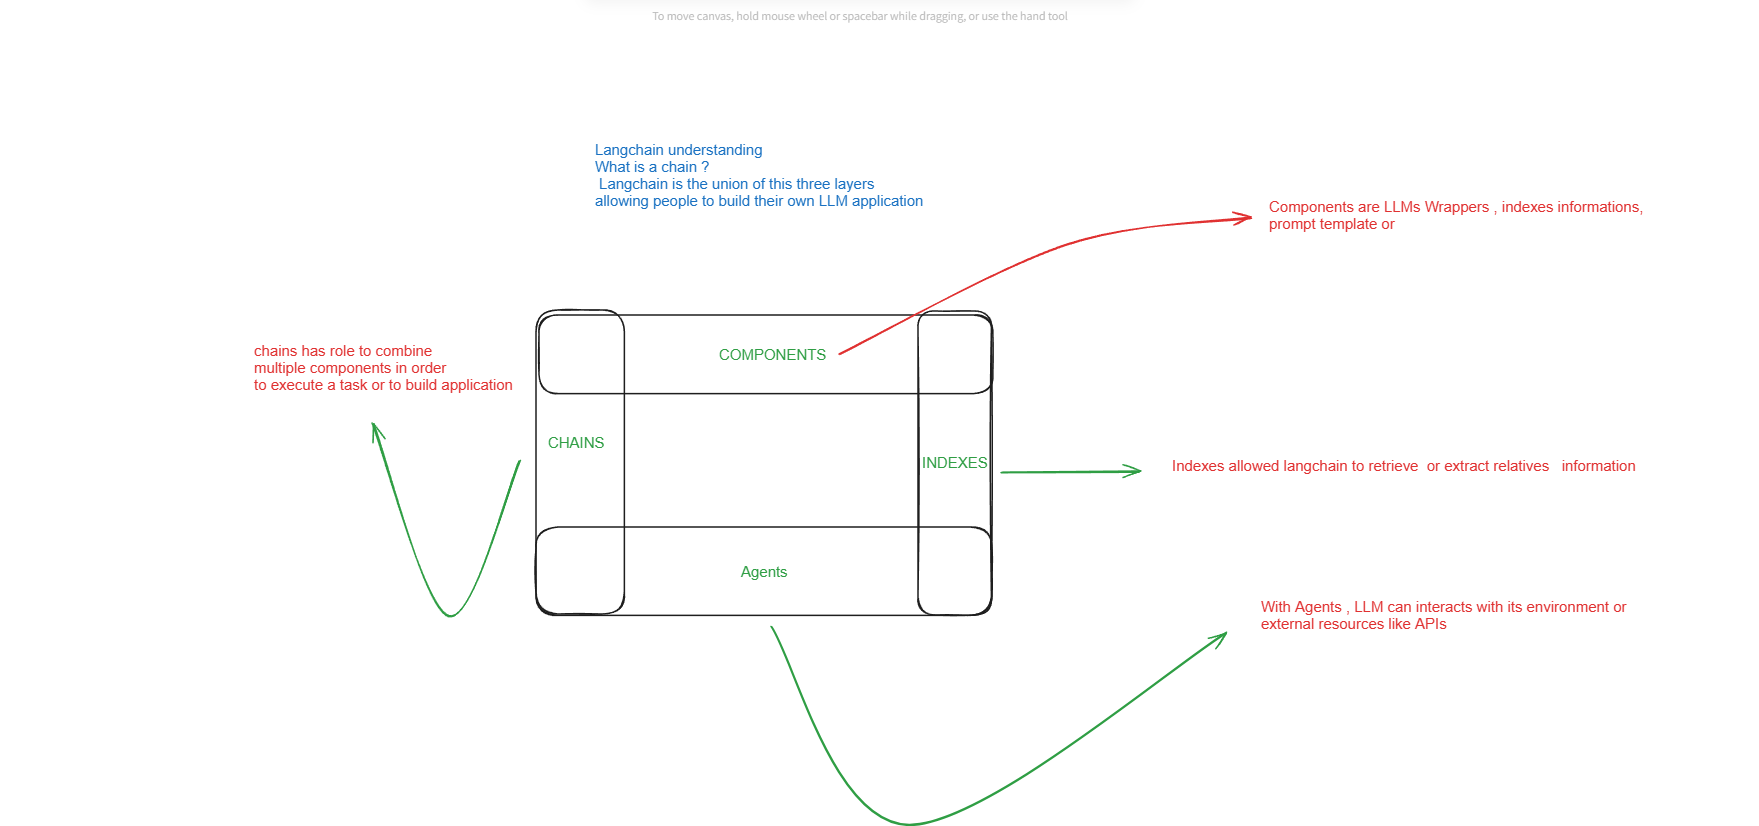 To move canvas, hold mouse wheel or spacebar while dragging, or use the hand tool
Langchain understanding
What is a chain ?
Langchain is the union of this three layers
allowing people to build their own LLM application
Components are LLMs Wrappers , indexes informations,
prompt template or
chains has role to combine
multiple components in order
to execute a task or to build application
COMPONENTS
CHAINS
INDEXES
Indexes allowed langchain to retrieve or extract relatives information
Agents
With Agents , LLM can interacts with its environment or
external resources like APIs